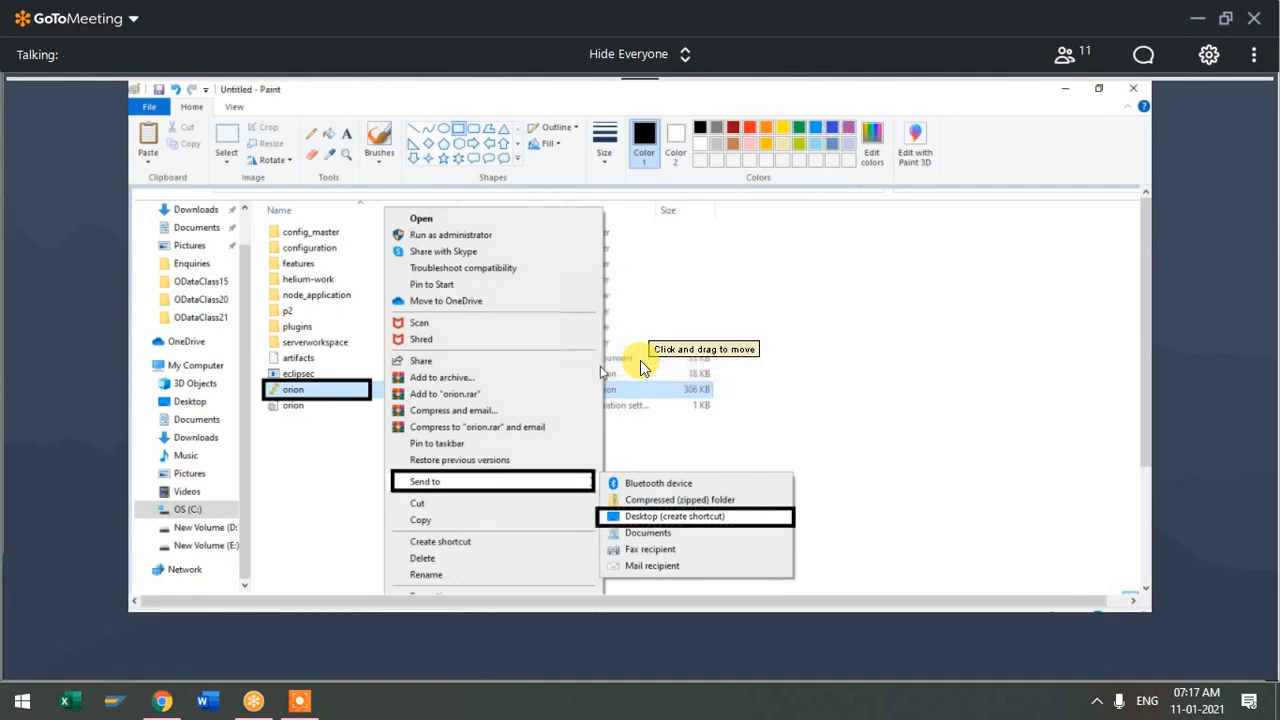 GoToMeeting
Talking:
Hide Everyone
11
Untitled - Paint
File
Home
View
Paste
Cut
Copy
Clipboard
Select
Crop
Resize
Rotate
Image
A
Tools
Brushes
Outline
Fill
Shapes
Size
Color
1
Color
2
Edit
colors
Colors
Edit with
Paint 3D
Downloads
Documents
Pictures
Enquiries
ODataClass15
ODataClass20
ODataClass21
OneDrive
My Computer
3D Objects
Desktop
Documents
Downloads
Music
Pictures
Videos
OS (C:)
New Volume (D:
New Volume (E:)
Network
Name
Size
config_master
configuration
features
helium-work
node_application
p2
plugins
serverworkspace
artifacts
eclipsec
orion
orion
Open
Run as administrator
Share with Skype
Troubleshoot compatibility
Pin to Start
Move to OneDrive
Scan
Shred
Share
Add to archive...
Add to "orion.rar"
Compress and email...
Compress to "orion.rar" and email
Pin to taskbar
Restore previous versions
Send to
Cut
Copy
Create shortcut
Delete
Rename
Click and drag to move
18 KB
306 KB
ation sett...
1 KB
Bluetooth device
Compressed (zipped) folder
Desktop (create shortcut)
Documents
Fax recipient
Mail recipient
ENG
07:17 AM
11-01-2021